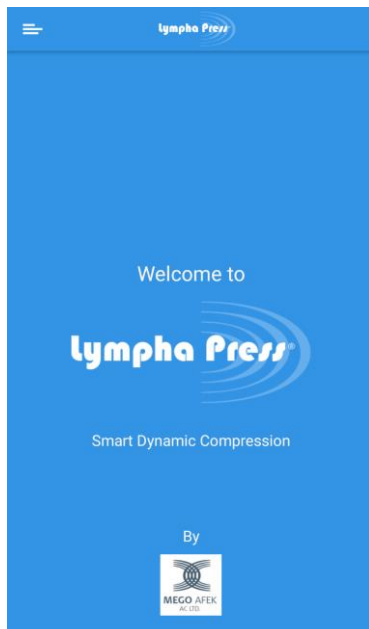 Lympha Press
Welcome to
Lympha Press®
Smart Dynamic Compression
By
MEGO AFEK
AC LTD.